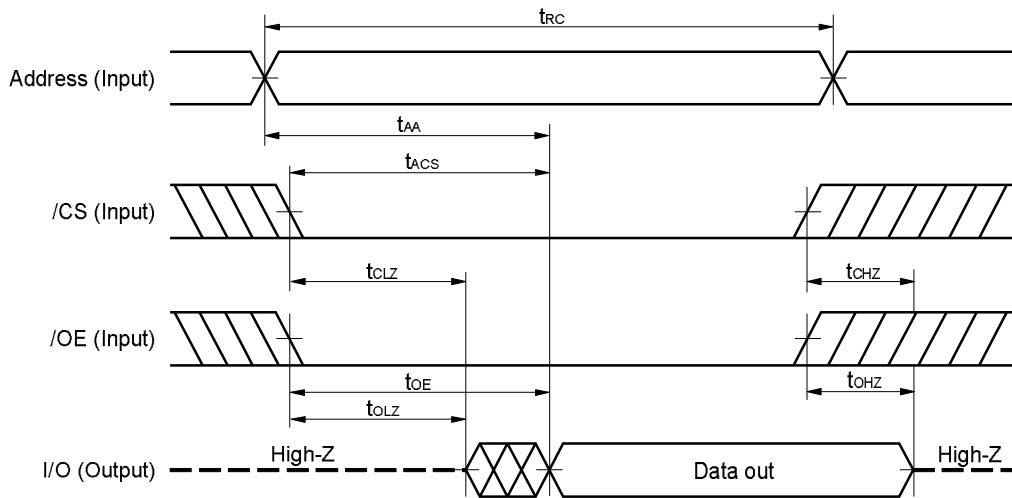 tRC
Address (Input)
tAA
tACS
/CS (Input)
tCLZ
tCHZ
/OE (Input)
tOE
tOHZ
tOLZ
High-Z
I/O (Output)
Data out
High-Z